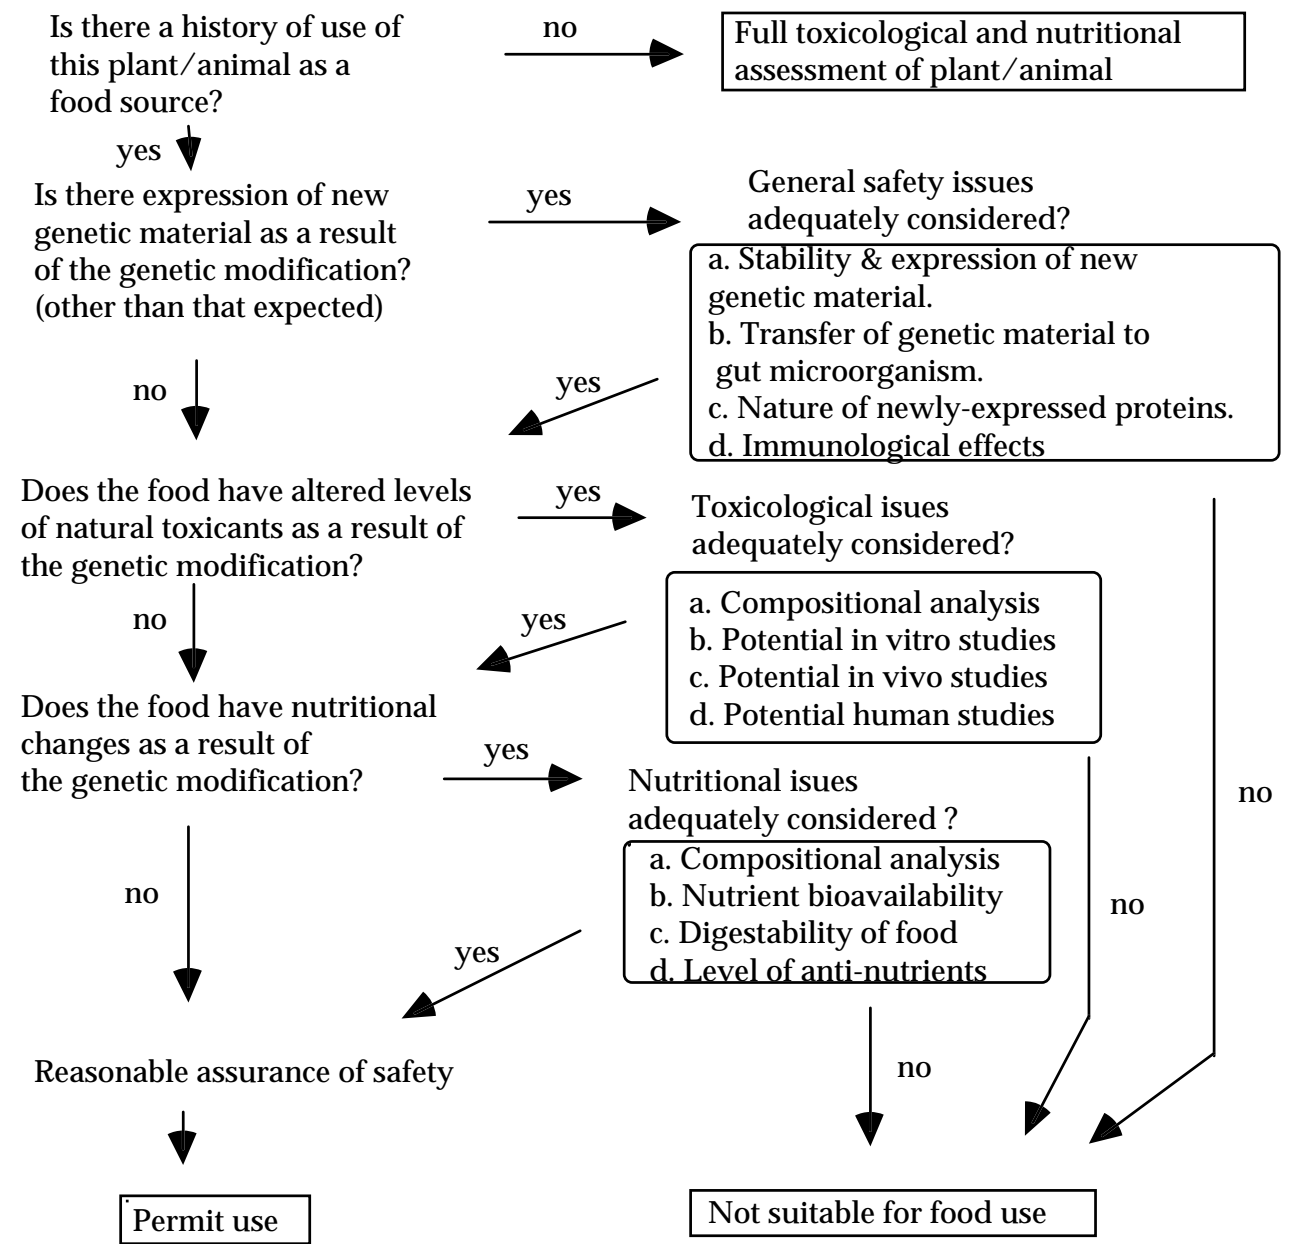 Is there a history of use of
this plant/animal as a
food source?
no
Full toxicological and nutritional
assessment of plant/animal
yes
Is there expression of new
genetic material as a result
of the genetic modification?
(other than that expected)
yes
General safety issues
adequately considered?
a. Stability & expression of new
genetic material.
b. Transfer of genetic material to
gut microorganism.
c. Nature of newly-expressed proteins.
d. Immunological effects
no
yes
Does the food have altered levels
of natural toxicants as a result of
the genetic modification?
yes
Toxicological isues
adequately considered?
a. Compositional analysis
b. Potential in vitro studies
c. Potential in vivo studies
d. Potential human studies
no
yes
Does the food have nutritional
changes as a result of
the genetic modification?
yes
Nutritional isues
adequately considered ?
a. Compositional analysis
b. Nutrient bioavailability
c. Digestability of food
d. Level of anti-nutrients
no
no
no
yes
Reasonable assurance of safety
no
Permit use
Not suitable for food use